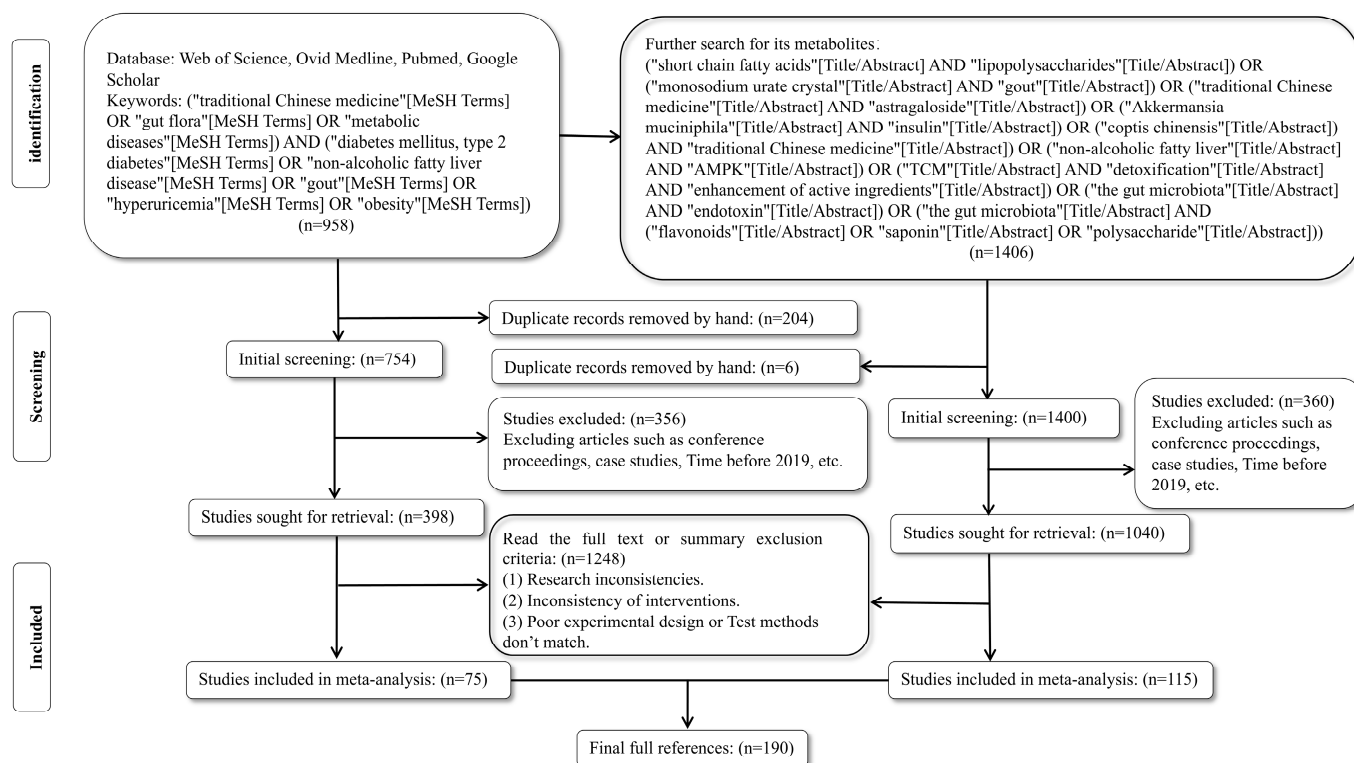 identification
Database: Web of Science, Ovid Medline, Pubmed, Google
Scholar
Keywords: ("traditional Chinese medicine"[MeSH Terms]
OR "gut flora"[MeSH Terms] OR "metabolic
diseases"[MeSH Terms]) AND ("diabetes mellitus, type 2
diabetes"[MeSH Terms] OR "non-alcoholic fatty liver
disease"[MeSH Terms] OR "gout"[MeSH Terms] OR
"hyperuricemia"[MeSH Terms] OR "obesity"[MeSH Terms])
(n=958)
Further search for its metabolites:
("short chain fatty acids"[Title/Abstract] AND "lipopolysaccharides"[Title/Abstract]) OR
("monosodium urate crystal"[Title/Abstract] AND "gout"[Title/Abstract]) OR ("traditional Chinese
medicine"[Title/Abstract] AND "astragaloside"[Title/Abstract]) OR ("Akkermansia
muciniphila"[Title/Abstract] AND "insulin"[Title/Abstract]) OR ("coptis chinensis"[Title/Abstract])
AND "traditional Chinese medicine"[Title/Abstract]) OR ("non-alcoholic fatty liver"[Title/Abstract]
AND "AMPK"[Title/Abstract]) OR ("TCM"[Title/Abstract] AND "detoxification"[Title/Abstract]
AND "enhancement of active ingredients"[Title/Abstract]) OR ("the gut microbiota"[Title/Abstract]
AND "endotoxin"[Title/Abstract]) OR ("the gut microbiota"[Title/Abstract] AND
("flavonoids"[Title/Abstract] OR "saponin"[Title/Abstract] OR "polysaccharide"[Title/Abstract]))
(n=1406)
Screening
Duplicate records removed by hand: (n=204)
Initial screening: (n=754)
Duplicate records removed by hand: (n=6)
Initial screening: (n=1400)
Studies excluded: (n=356)
Excluding articles such as conference
proceedings, case studies, Time before 2019, etc.
Studies excluded: (n=360)
Excluding articles such as
conference proceedings,
case studies, Time before
2019, etc.
Studies sought for retrieval: (n=398)
Studies sought for retrieval: (n=1040)
Included
Read the full text or summary exclusion
criteria: (n=1248)
(1) Research inconsistencies.
(2) Inconsistency of interventions.
(3) Poor experimental design or Test methods
don't match.
Studies included in meta-analysis: (n=75)
Studies included in meta-analysis: (n=115)
Final full references: (n=190)